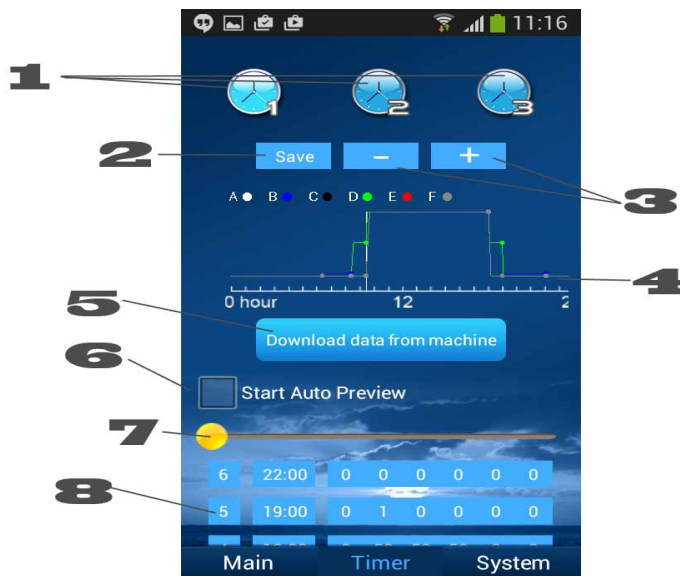 11:16
1
1 2 3
2 Save − +
3
A B C D E F
4
0 hour 12 2
5 Download data from machine
6 Start Auto Preview
7
6 22:00 0 0 0 0 0 0
8 5 19:00 0 1 0 0 0 0
Main Timer System